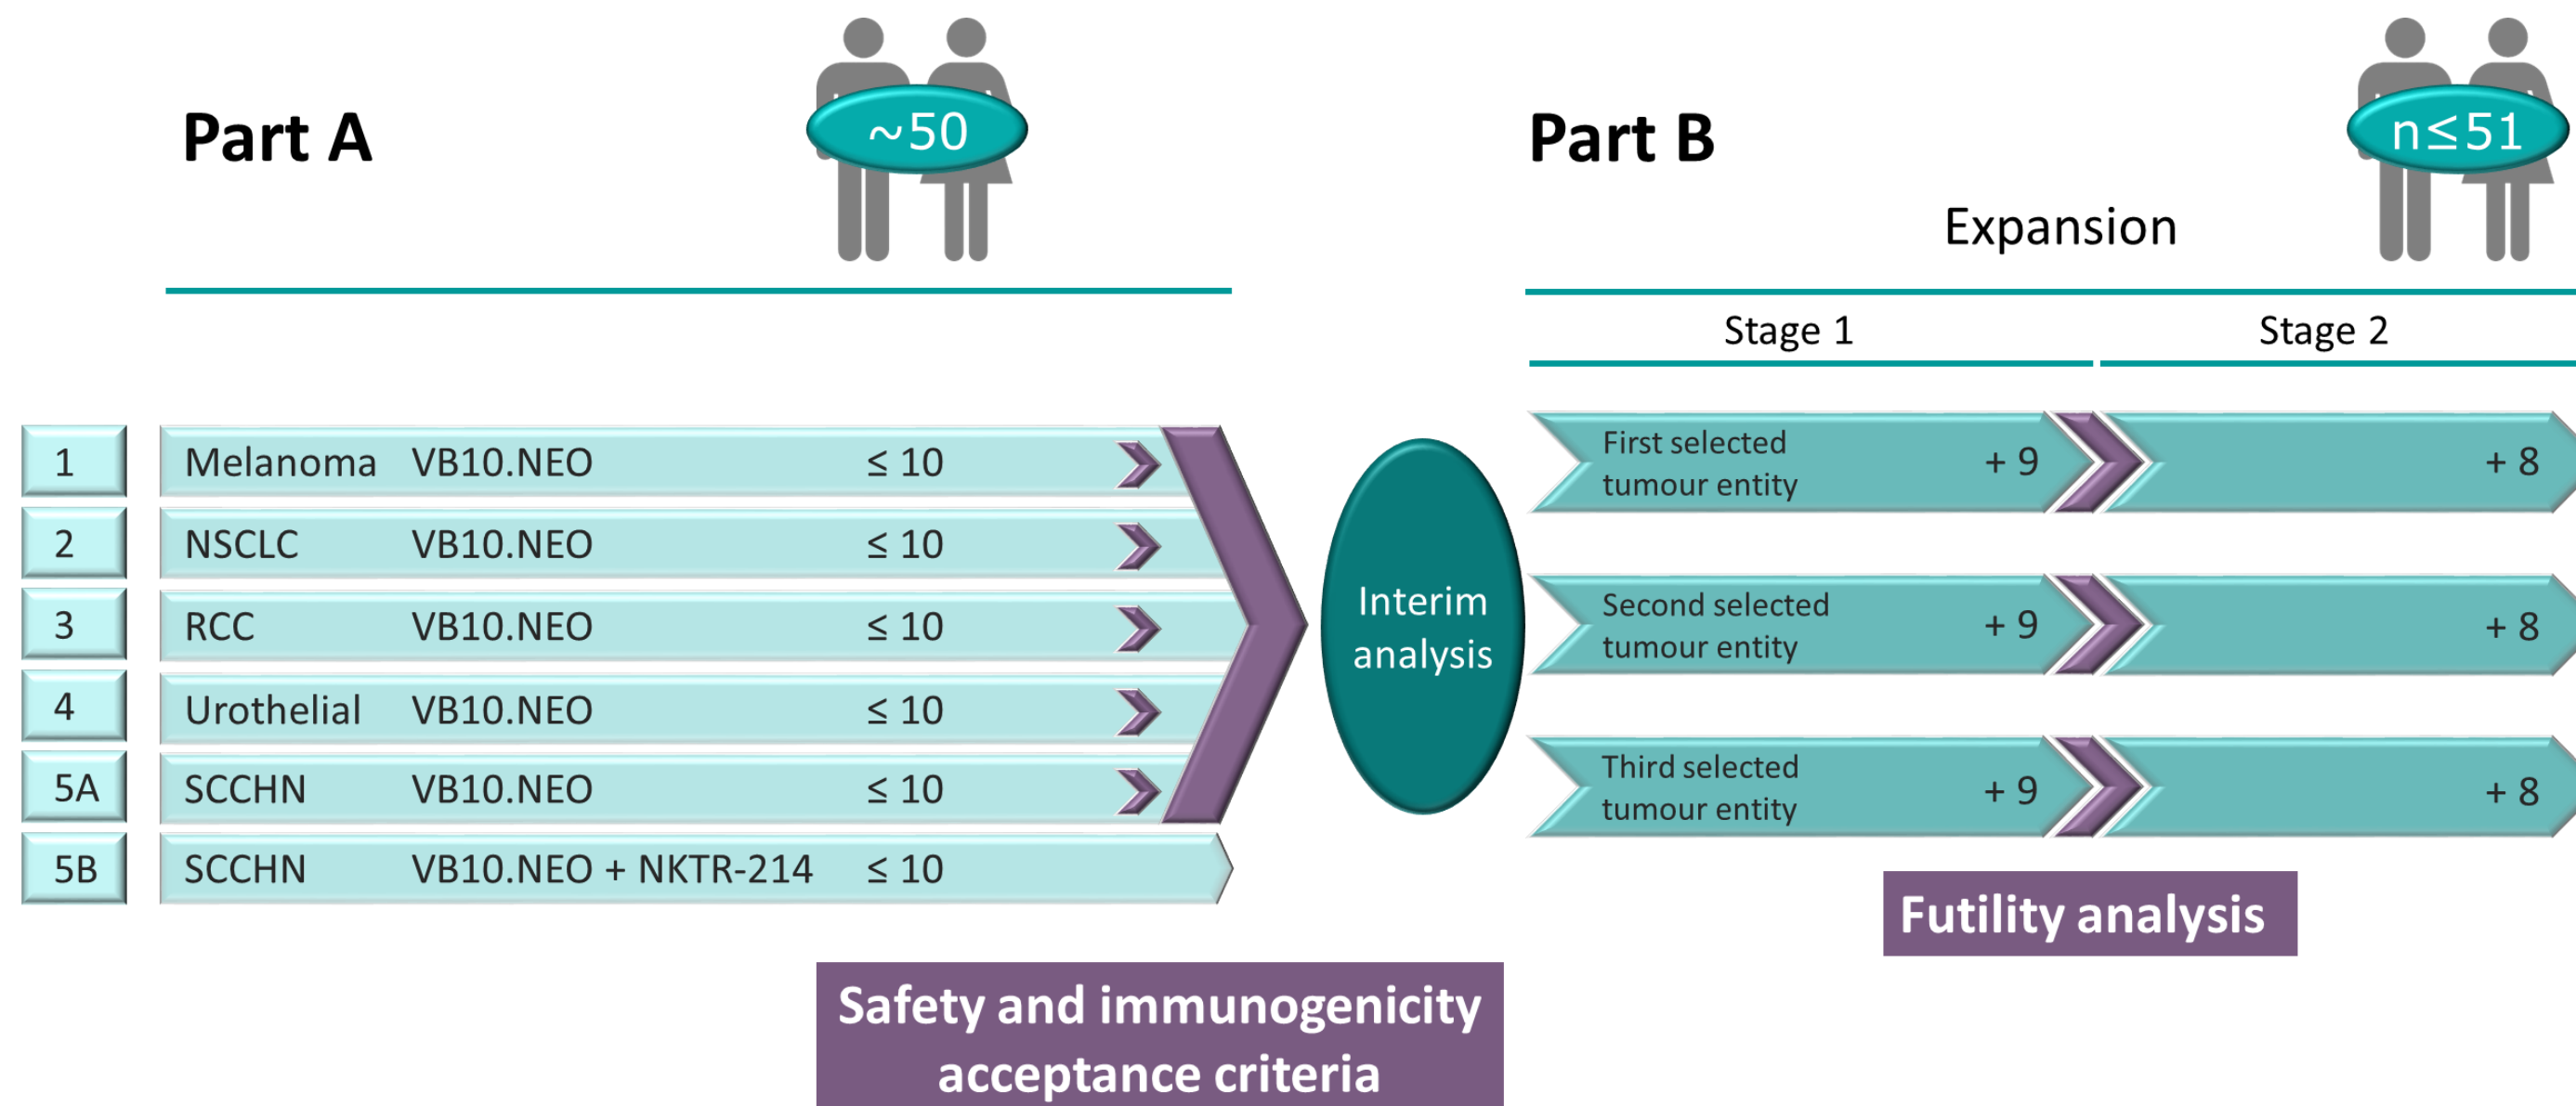 Part A
~50
1 Melanoma VB10.NEO ≤ 10
2 NSCLC VB10.NEO ≤ 10
3 RCC VB10.NEO ≤ 10
4 Urothelial VB10.NEO ≤ 10
5A SCCHN VB10.NEO ≤ 10
5B SCCHN VB10.NEO + NKTR-214 ≤ 10
Safety and immunogenicity
acceptance criteria
Interim
analysis
Part B
n≤51
Expansion
Stage 1 Stage 2
First selected
tumour entity
+ 9 + 8
Second selected
tumour entity
+ 9 + 8
Third selected
tumour entity
+ 9 + 8
Futility analysis